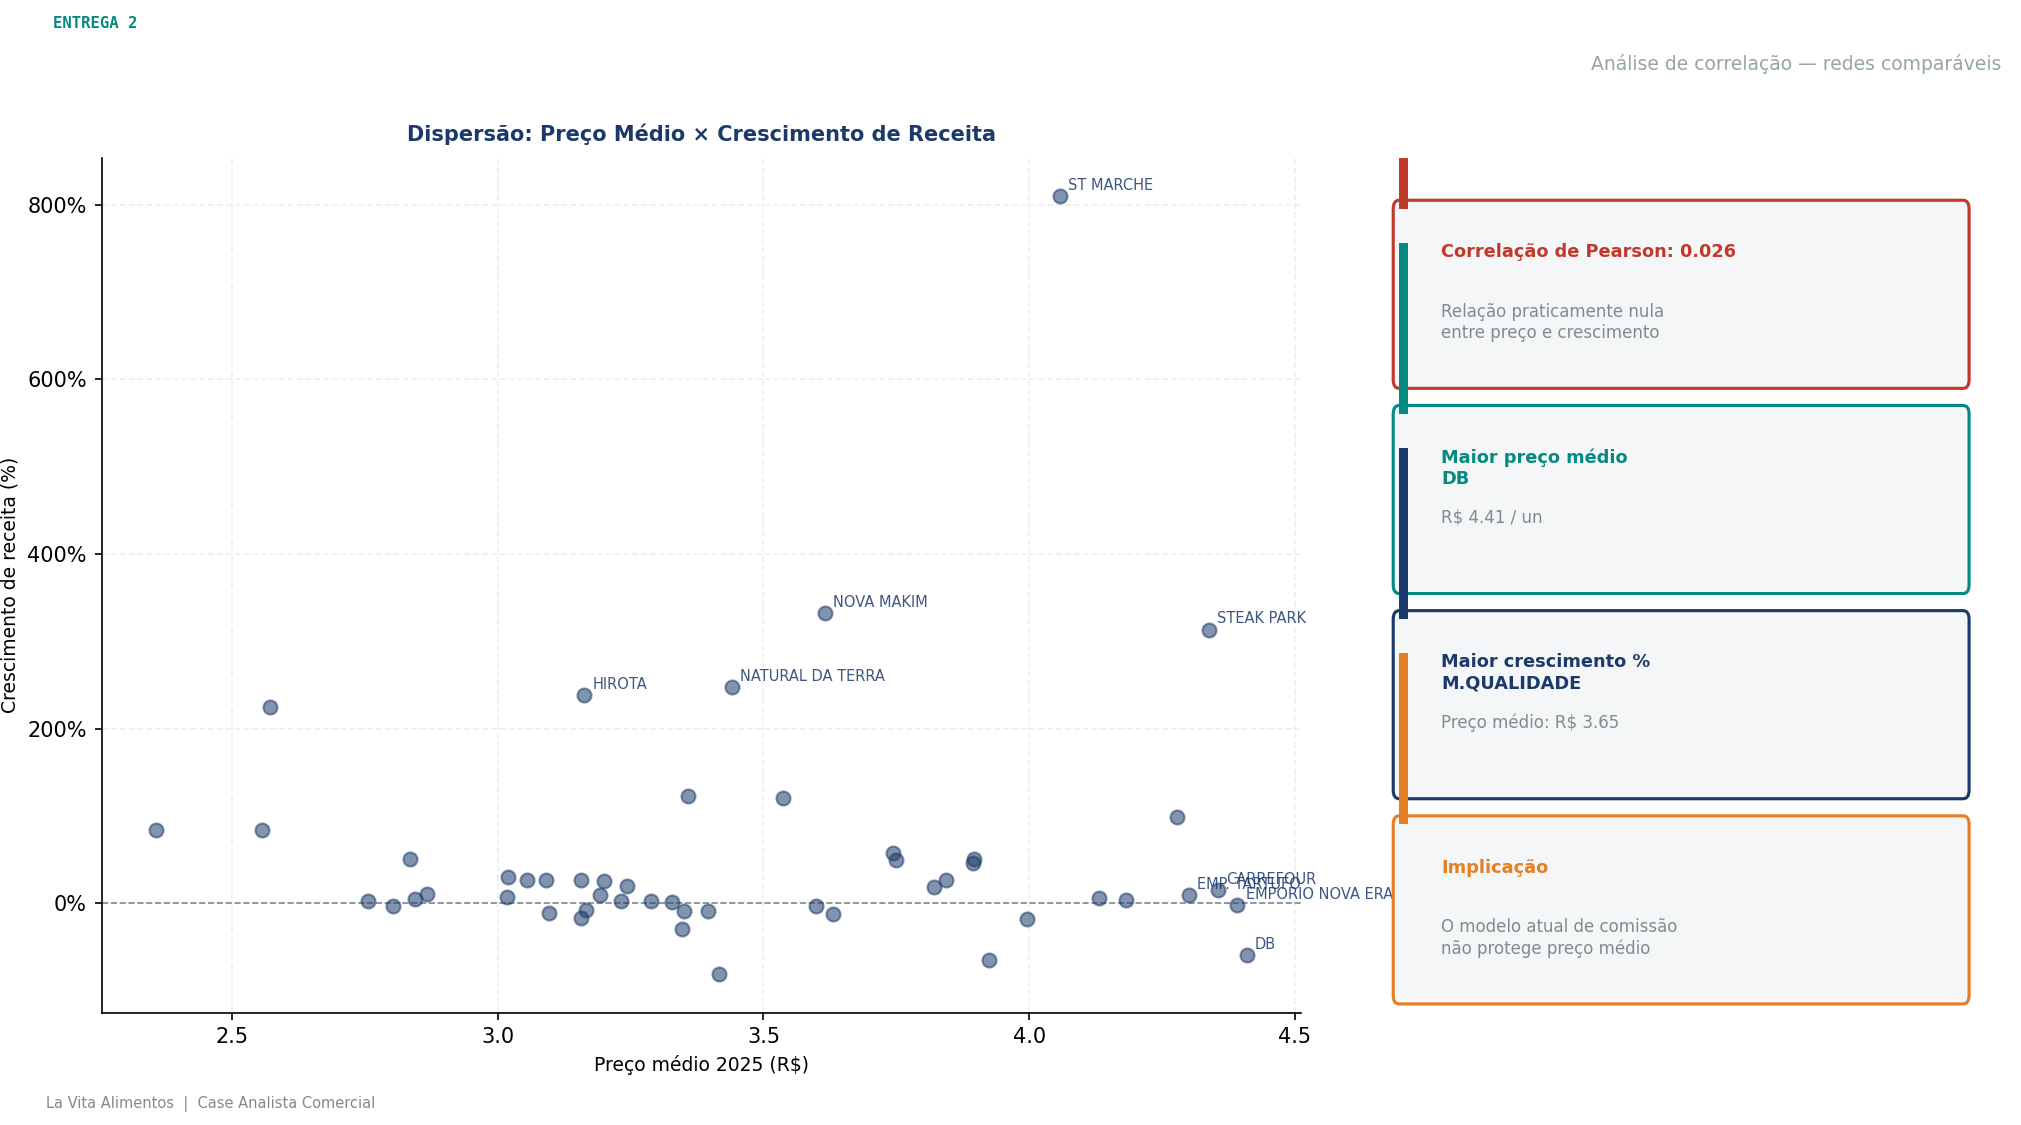 ENTREGA 2
Análise de correlação — redes comparáveis
Dispersão: Preço Médio × Crescimento de Receita
Crescimento de receita (%)
800%
600%
400%
200%
0%
ST MARCHE
NOVA MAKIM
STEAK PARK
NATURAL DA TERRA
HIROTA
CARREFOUR
EMP. TARTUFO
EMPÓRIO NOVA ERA
DB
2.5
3.0
3.5
4.0
4.5
Preço médio 2025 (R$)
Correlação de Pearson: 0.026
Relação praticamente nula
entre preço e crescimento
Maior preço médio
DB
R$ 4.41 / un
Maior crescimento %
M.QUALIDADE
Preço médio: R$ 3.65
Implicação
O modelo atual de comissão
não protege preço médio
La Vita Alimentos | Case Analista Comercial